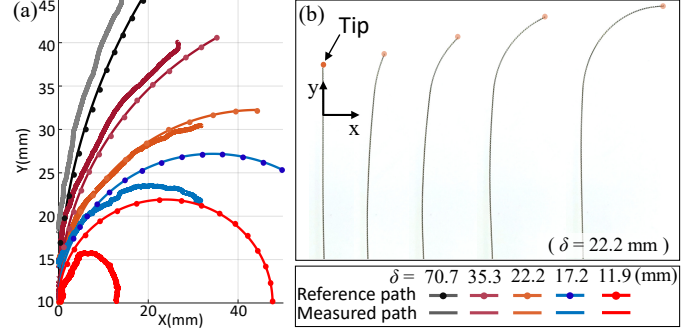 (a)
45
40
35
30
25
20
15
10
Y(mm)
0
20
40
X(mm)
(b)
Tip
y
x
( δ = 22.2 mm )
δ = 70.7 35.3 22.2 17.2 11.9 (mm)
Reference path
Measured path